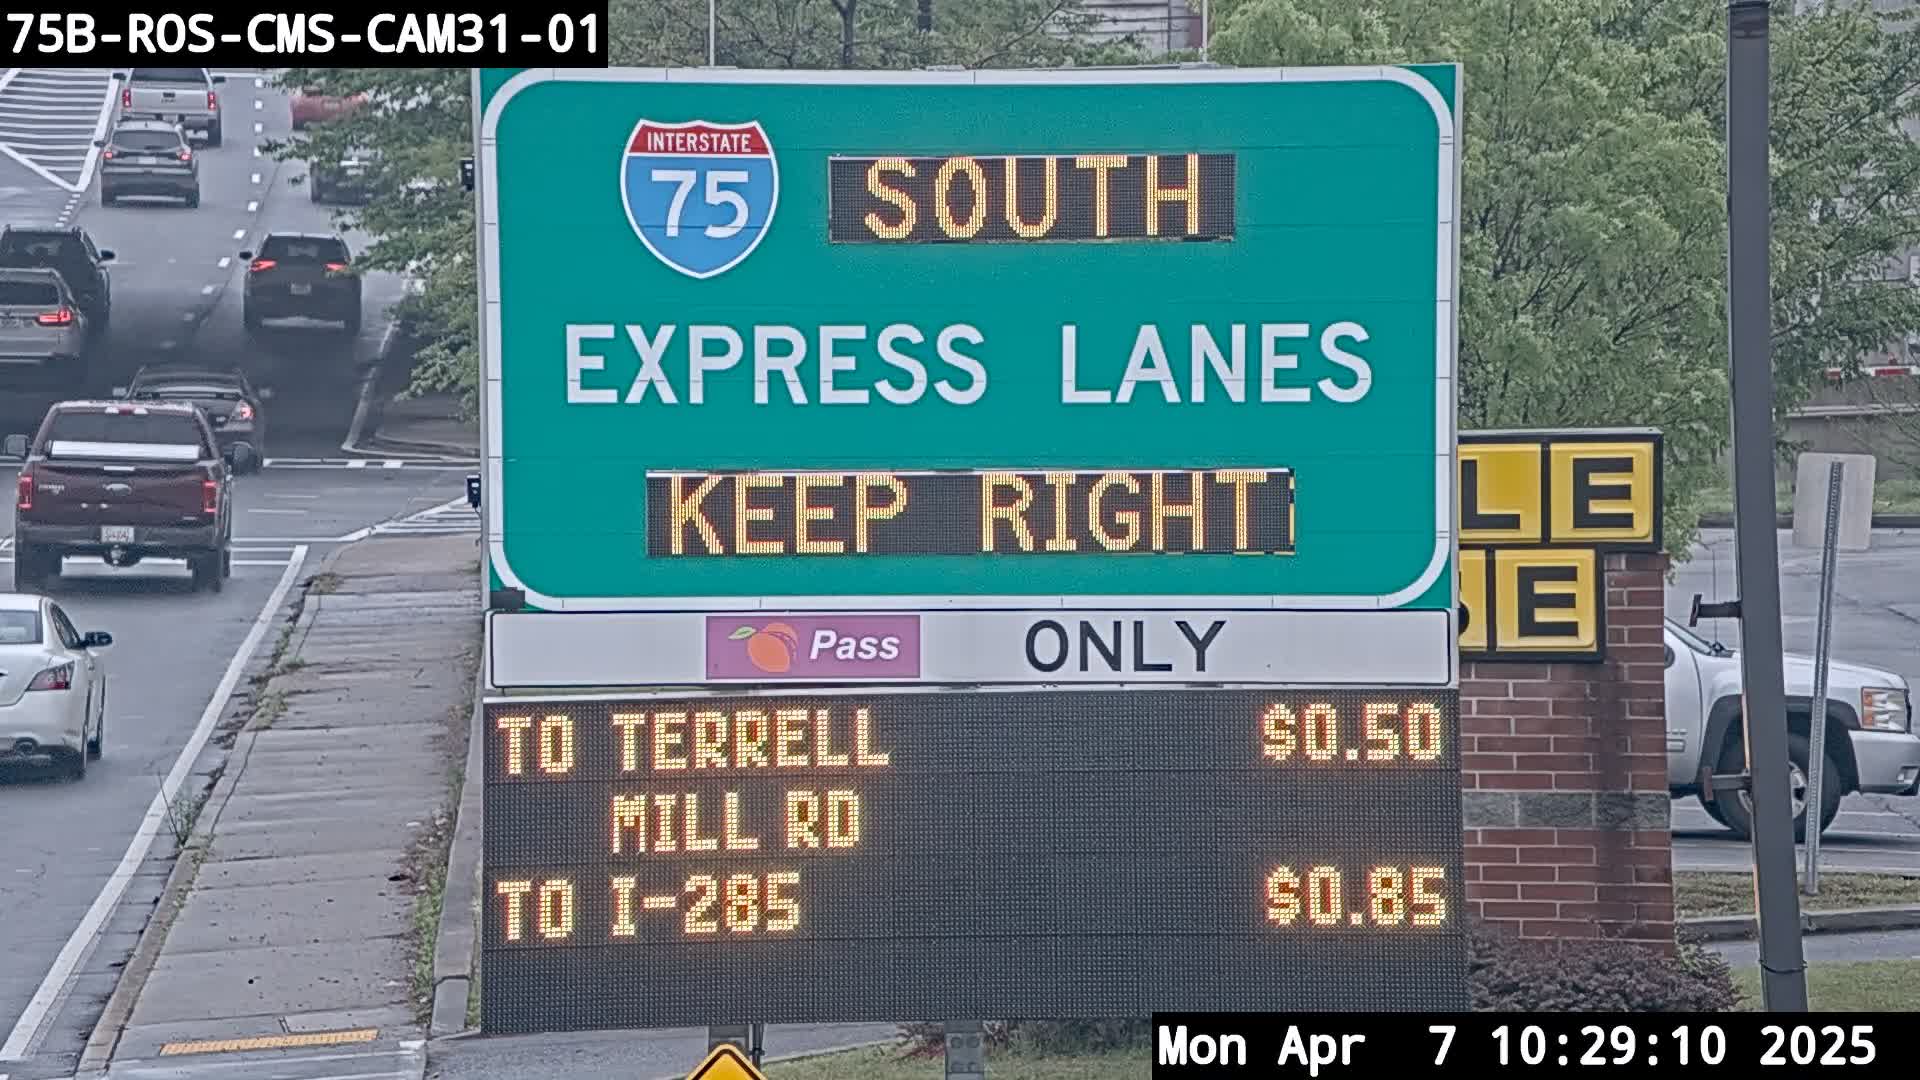 75B-ROS-CMS-CAM31-01
INTERSTATE
75
SOUTH
EXPRESS LANES
KEEP RIGHT
Pass ONLY
TO TERRELL $0.50
MILL RD
TO I-285 $0.85
LE
E
Mon Apr 7 10:29:10 2025